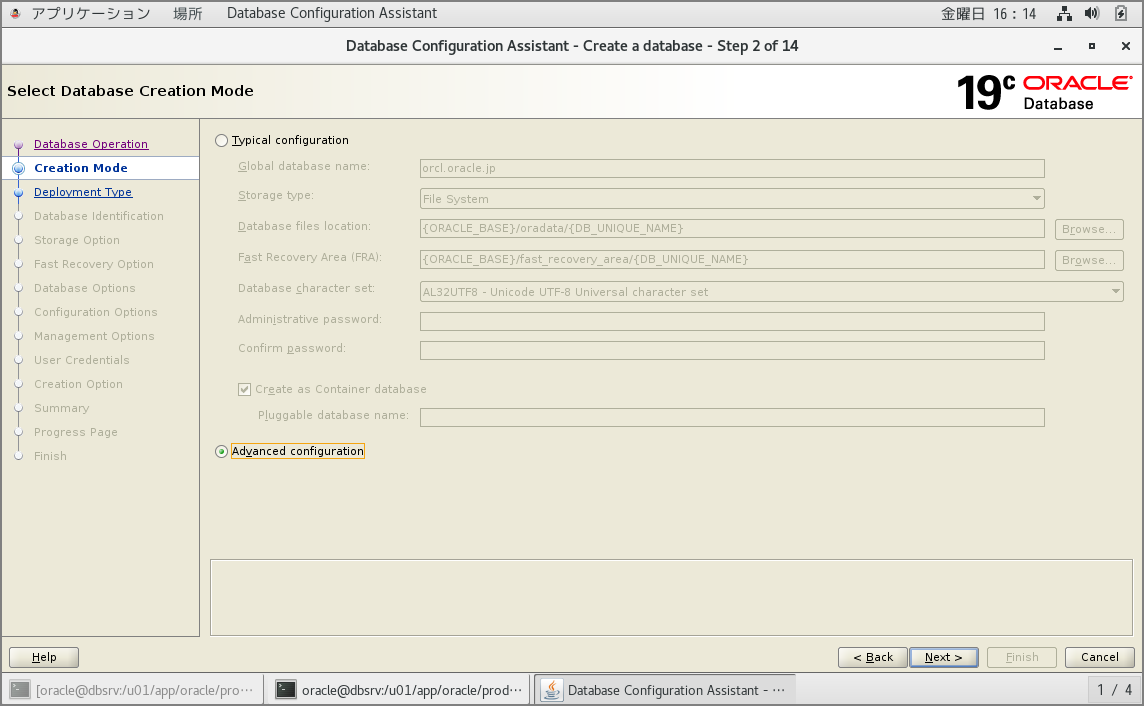 アプリケーション 場所 Database Configuration Assistant 金曜日 16：14
Database Configuration Assistant - Create a database - Step 2 of 14
Select Database Creation Mode
19c ORACLE Database
Database Operation
Creation Mode
Deployment Type
Database Identification
Storage Option
Fast Recovery Option
Database Options
Configuration Options
Management Options
User Credentials
Creation Option
Summary
Progress Page
Finish
Typical configuration
Global database name: orcl.oracle.jp
Storage type: File System
Database files location: {ORACLE_BASE}/oradata/{DB_UNIQUE_NAME} Browse...
Fast Recovery Area (FRA): {ORACLE_BASE}/fast_recovery_area/{DB_UNIQUE_NAME} Browse...
Database character set: AL32UTF8 - Unicode UTF-8 Universal character set
Administrative password:
Confirm password:
Create as Container database
Pluggable database name:
Advanced configuration
Help < Back Next > Finish Cancel
[oracle@dbsrv:/u01/app/oracle/pro··· oracle@dbsrv:/u01/app/oracle/prod··· Database Configuration Assistant - ··· 1 / 4